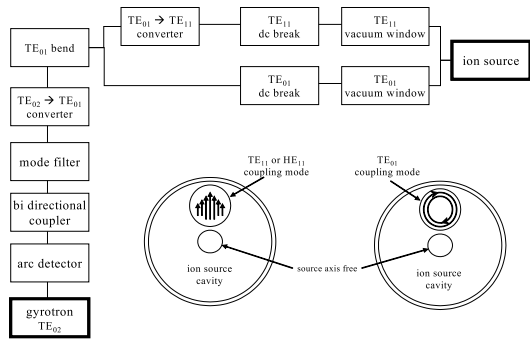 TE₀₁ → TE₁₁
converter
TE₁₁
dc break
TE₁₁
vacuum window
TE₀₁ bend
ion source
TE₀₁
dc break
TE₀₁
vacuum window
TE₀₂ → TE₀₁
converter
mode filter
bi directional
coupler
arc detector
gyrotron
TE₀₂
TE₁₁ or HE₁₁
coupling mode
ion source
cavity
source axis free
TE₀₁
coupling mode
ion source
cavity